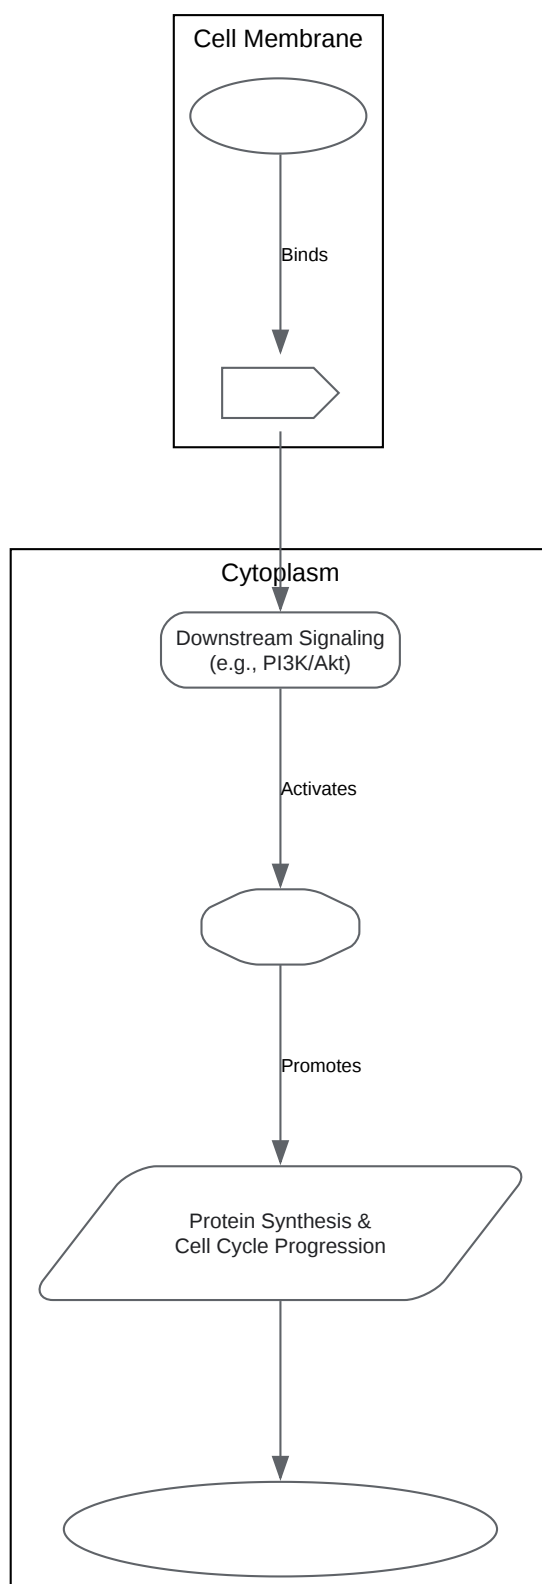 Cell Membrane
Binds
Cytoplasm
Downstream Signaling
(e.g., PI3K/Akt)
Activates
Promotes
Protein Synthesis &
Cell Cycle Progression